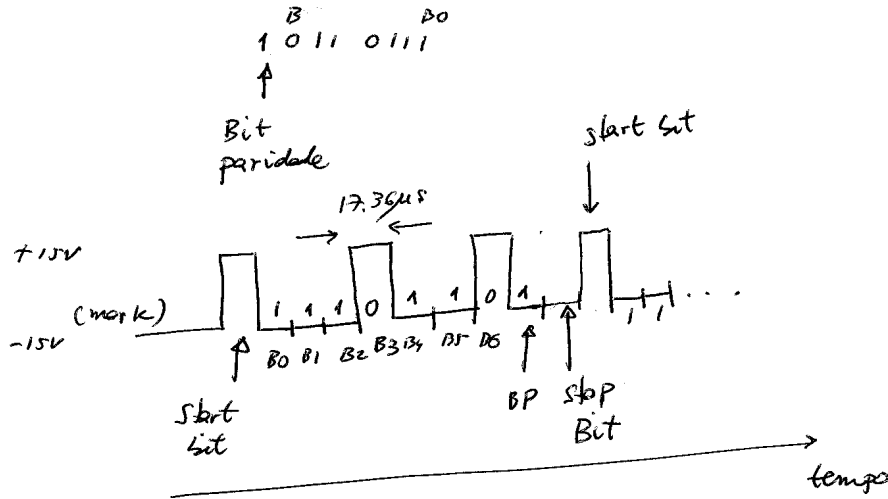 B B0
1 0 1 1 0 1 1 1
Bit
paridade
start bit
17.36µs
+15V
1 1 1 0 1 1 0 1
(mark)
-15V
1 1 . . .
B0 B1 B2 B3 B4 B5 B6
BP
Start
bit
Stop
Bit
tempo